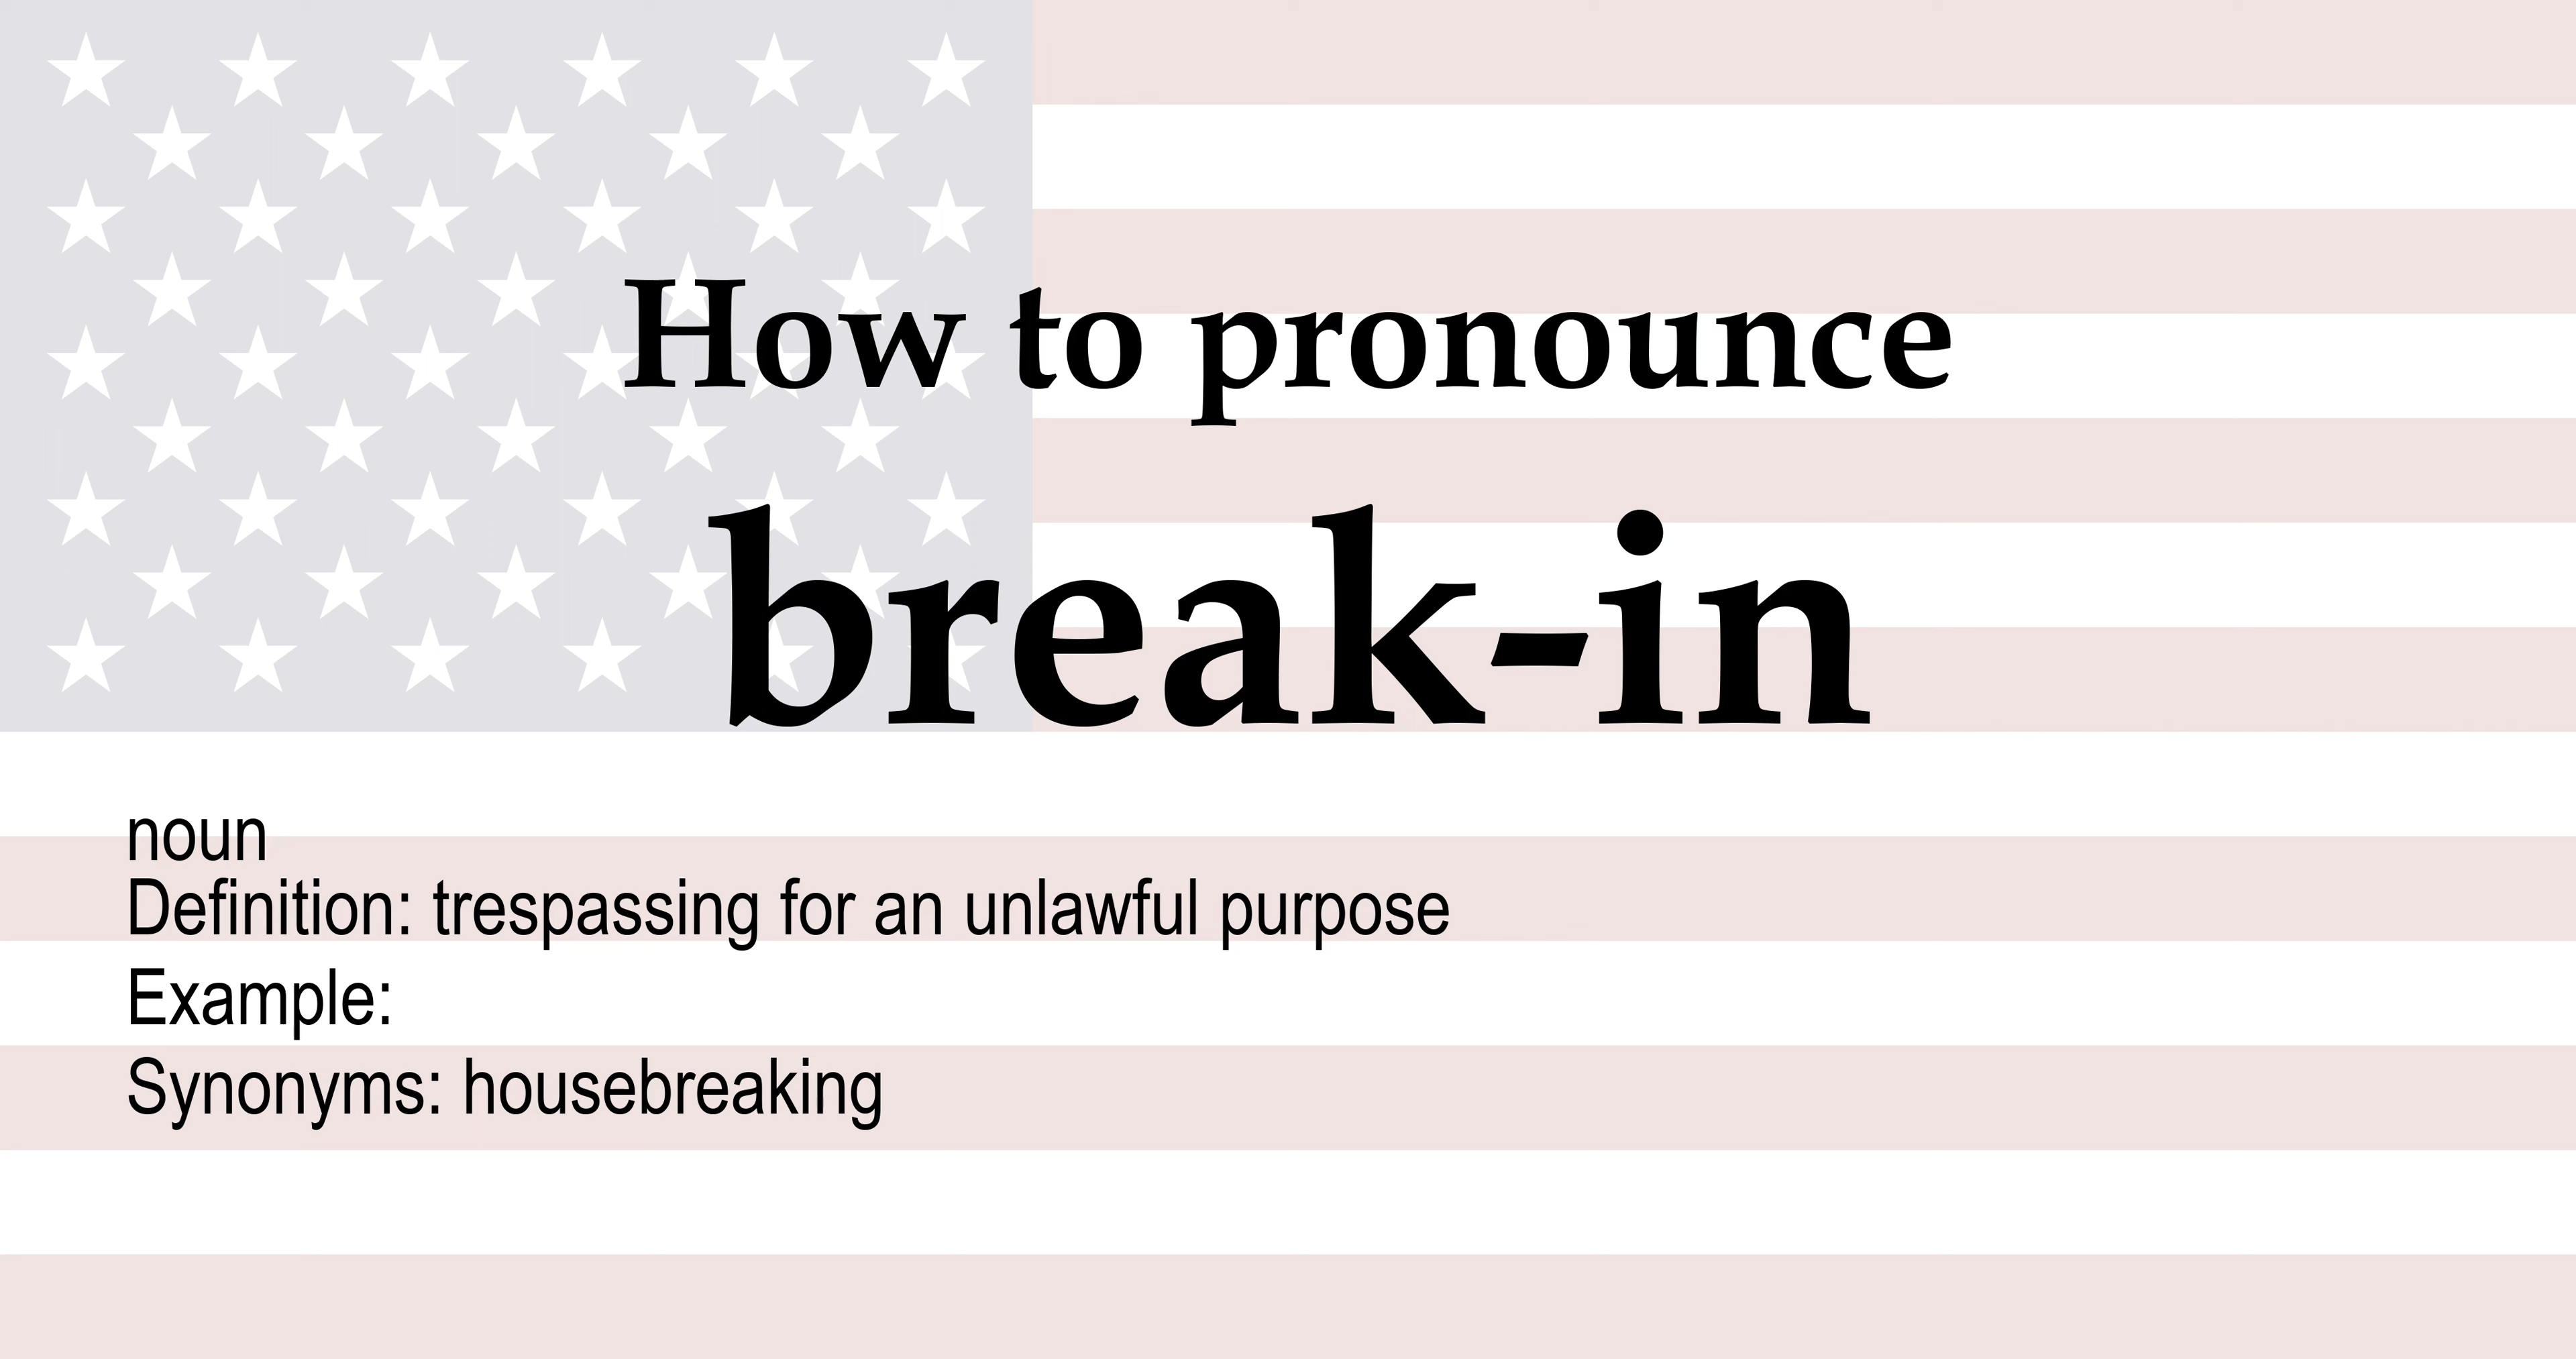 How to pronounce
break-in
noun
Definition: trespassing for an unlawful purpose
Example:
Synonyms: housebreaking